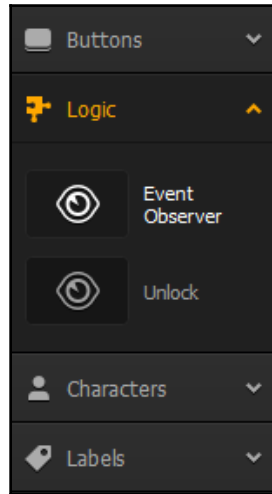 Buttons
Logic
Event
Observer
Unlock
Characters
Labels